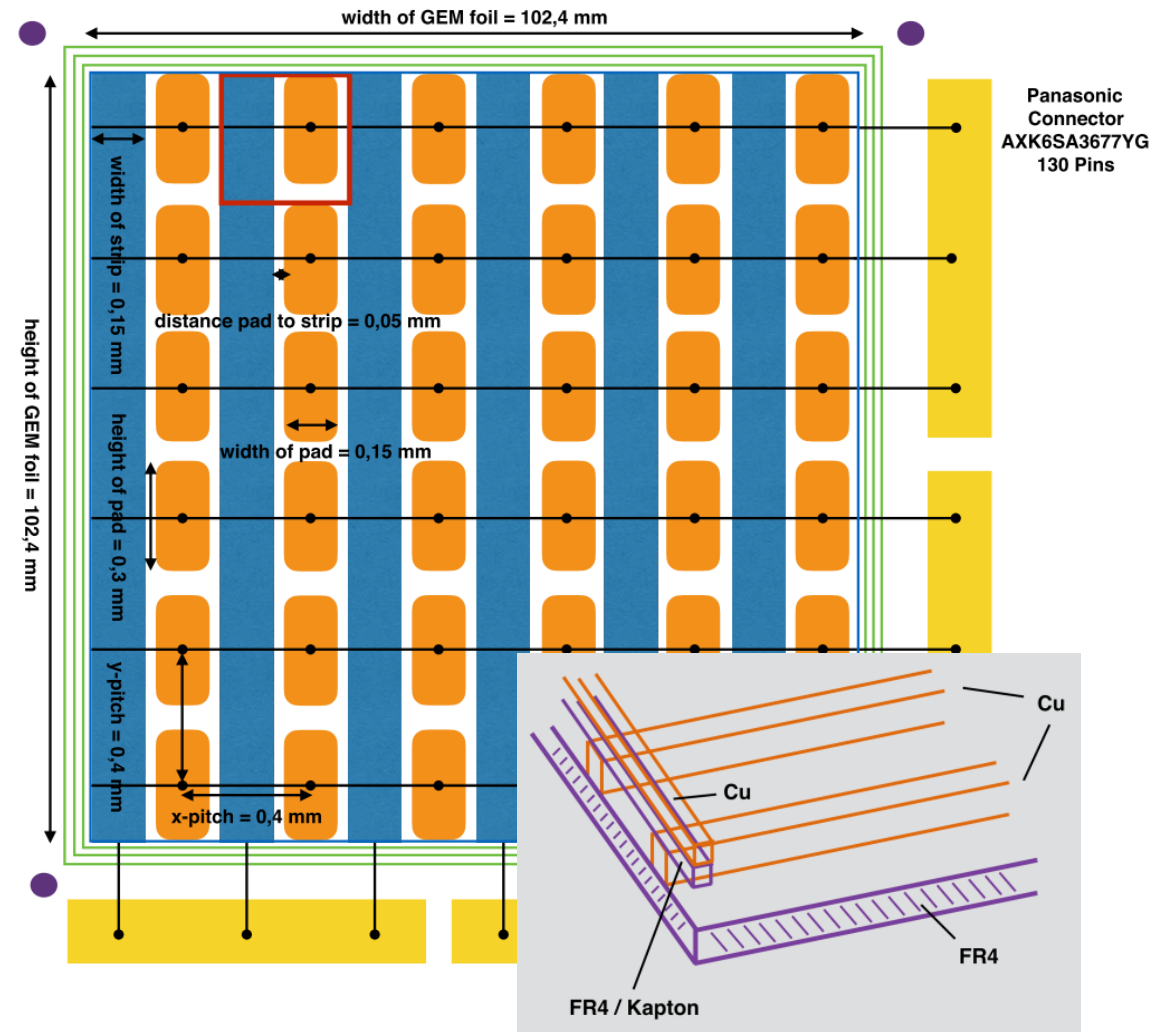 width of GEM foil = 102,4 mm
Panasonic
Connector
AXK6SA3677YG
130 Pins
height of GEM foil = 102,4 mm
width of strip = 0,15 mm
distance pad to strip = 0,05 mm
width of pad = 0,15 mm
height of pad = 0,3 mm
y-pitch = 0,4 mm
x-pitch = 0,4 mm
Cu
Cu
FR4
FR4 / Kapton